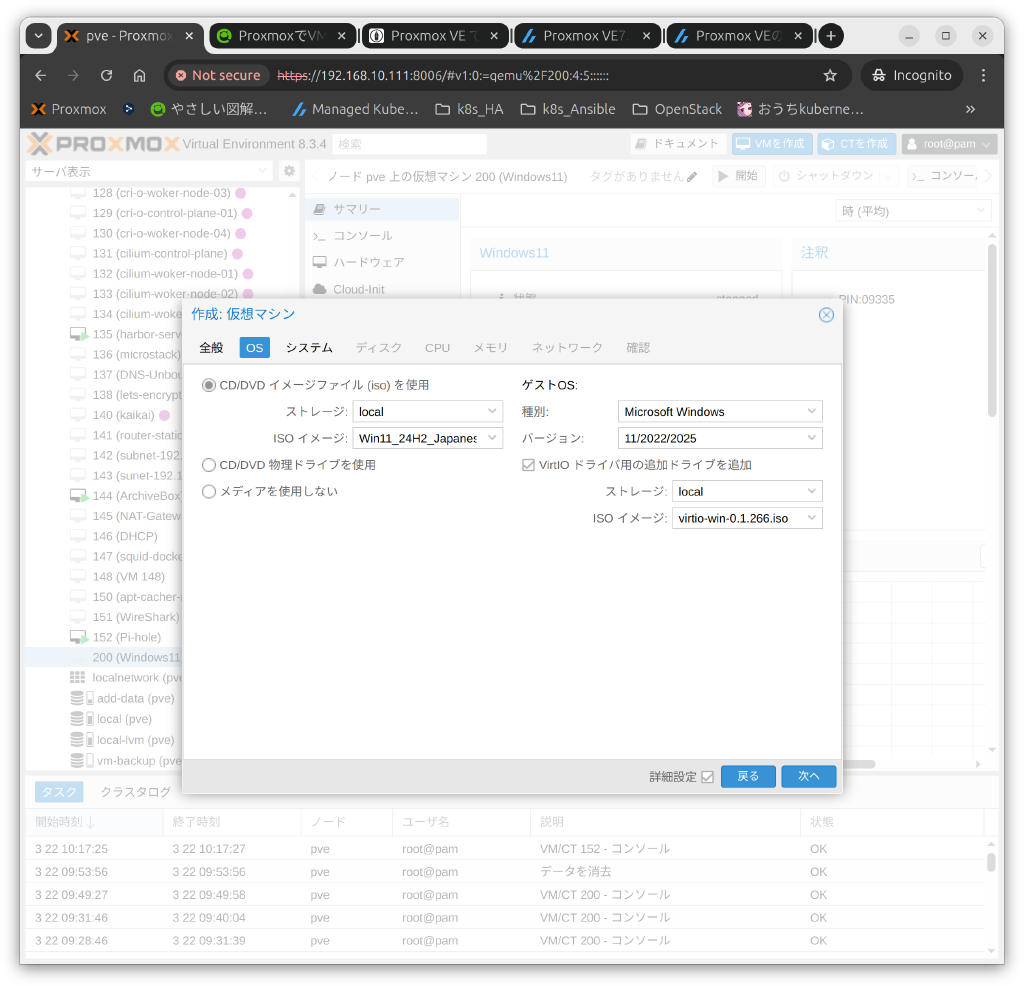 pve - Proxmox
ProxmoxでVM
Proxmox VE で
Proxmox VE7.
Proxmox VEの
Not secure
https://192.168.10.111:8006/#v1:0:=qemu%2F200:4:5::::::
Incognito
Proxmox
やさしい図解…
Managed Kube…
k8s_HA
k8s_Ansible
OpenStack
おうちkuberne…
PROXMOX Virtual Environment 8.3.4
検索
ドキュメント
VMを作成
CTを作成
root@pam
サーバ表示
ノード pve 上の仮想マシン 200 (Windows11)
タグがありません
開始
シャットダウン
コンソー
128 (cri-o-woker-node-03)
129 (cri-o-control-plane-01)
130 (cri-o-woker-node-04)
131 (cilium-control-plane)
132 (cilium-woker-node-01)
133 (cilium-woker-node-02)
134 (cilium-woke
135 (harbor-serv
136 (microstack)
137 (DNS-Unbou
138 (lets-encrypt
140 (kaikai)
141 (router-static
142 (subnet-192.
143 (sunet-192.1
144 (ArchiveBox
145 (NAT-Gatew
146 (DHCP)
147 (squid-docke
148 (VM 148)
150 (apt-cacher-
151 (WireShark)
152 (Pi-hole)
200 (Windows11
localnetwork (pve
add-data (pve)
local (pve)
local-lvm (pve)
vm-backup (pve
サマリー
コンソール
ハードウェア
Cloud-Init
時 (平均)
Windows11
注釈
状態
stopped
PIN:09335
作成: 仮想マシン
全般
OS
システム
ディスク
CPU
メモリ
ネットワーク
確認
CD/DVD イメージファイル (iso) を使用
ストレージ: local
ISO イメージ: Win11_24H2_Japanes
CD/DVD 物理ドライブを使用
メディアを使用しない
ゲストOS:
種別: Microsoft Windows
バージョン: 11/2022/2025
VirtIO ドライバ用の追加ドライブを追加
ストレージ: local
ISO イメージ: virtio-win-0.1.266.iso
詳細設定
戻る
次へ
タスク
クラスタログ
開始時刻↓ 終了時刻 ノード ユーザ名 説明 状態
3 22 10:17:25 3 22 10:17:27 pve root@pam VM/CT 152 - コンソール OK
3 22 09:53:56 3 22 09:53:56 pve root@pam データを消去 OK
3 22 09:49:27 3 22 09:49:58 pve root@pam VM/CT 200 - コンソール OK
3 22 09:31:46 3 22 09:40:04 pve root@pam VM/CT 200 - コンソール OK
3 22 09:28:46 3 22 09:31:39 pve root@pam VM/CT 200 - コンソール OK